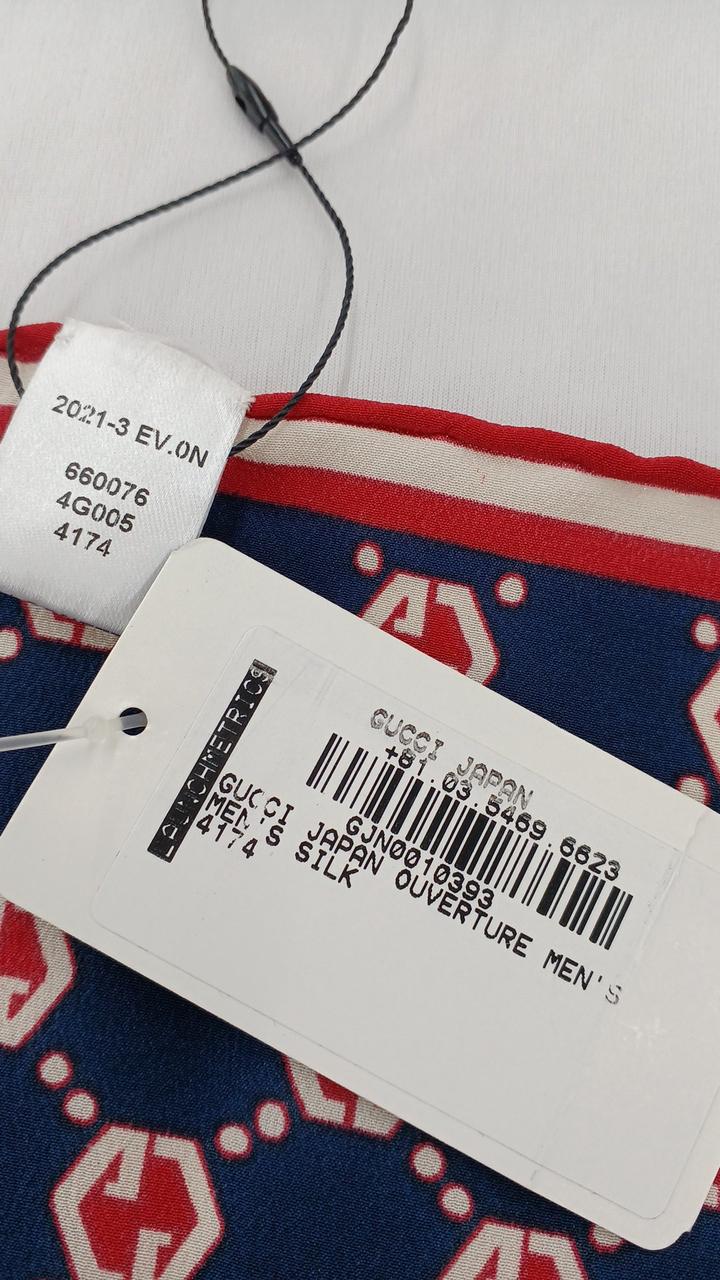 2021-3 EV.0N
660076
4G005
4174
LAUNCHMETRICS
GUCCI JAPAN
+81.03.5469.6623
GJN0010393
GUCCI JAPAN OUVERTURE MEN'S
MEN'S SILK
4174